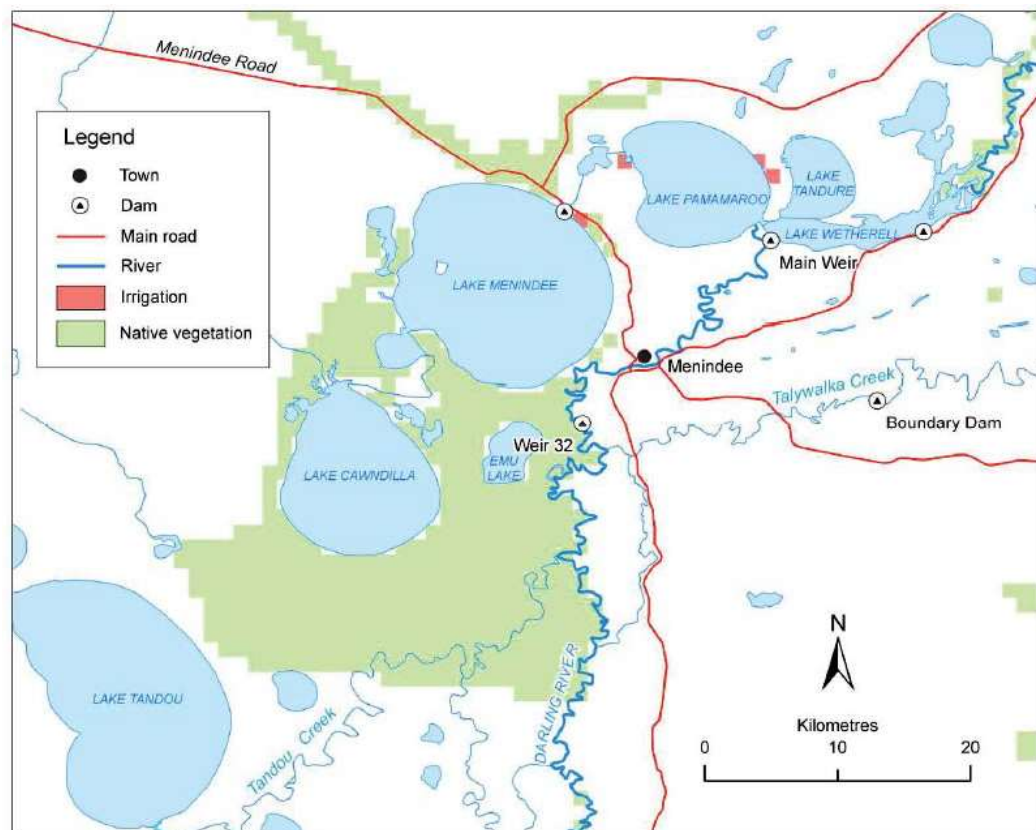 Menindee Road
Legend
Town
Dam
Main road
River
Irrigation
Native vegetation
LAKE PAMAMAROO
LAKE
TANDURE
LAKE WETHERELL
Main Weir
LAKE MENINDEE
Menindee
Talywalka Creek
Boundary Dam
Weir 32
EMU
LAKE
LAKE CAWNDILLA
LAKE TANDOU
Tandou Creek
DARLING RIVER
N
Kilometres
0 10 20